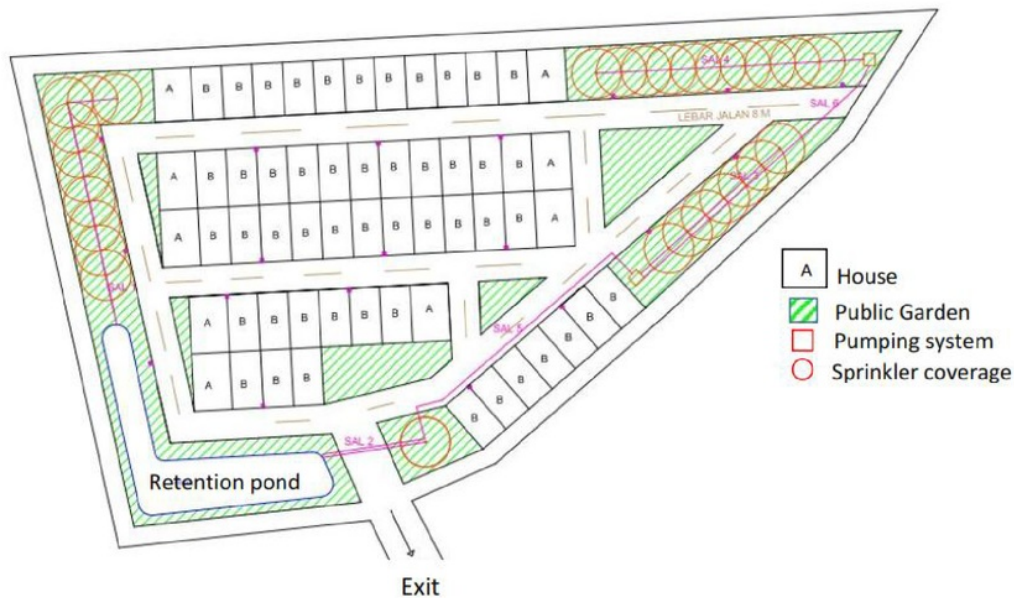 A B B B B B B B B B B B A
SAL 4
SAL 6
LEBAR JALAN 8 M
A B B B B B B B B B B B A
SAL 3
A B B B B B B B B B B B A
SAL
A B B B B B B A
SAL 5
A B B B
B B B B B B B
SAL 2
Retention pond
Exit
A House
Public Garden
Pumping system
Sprinkler coverage